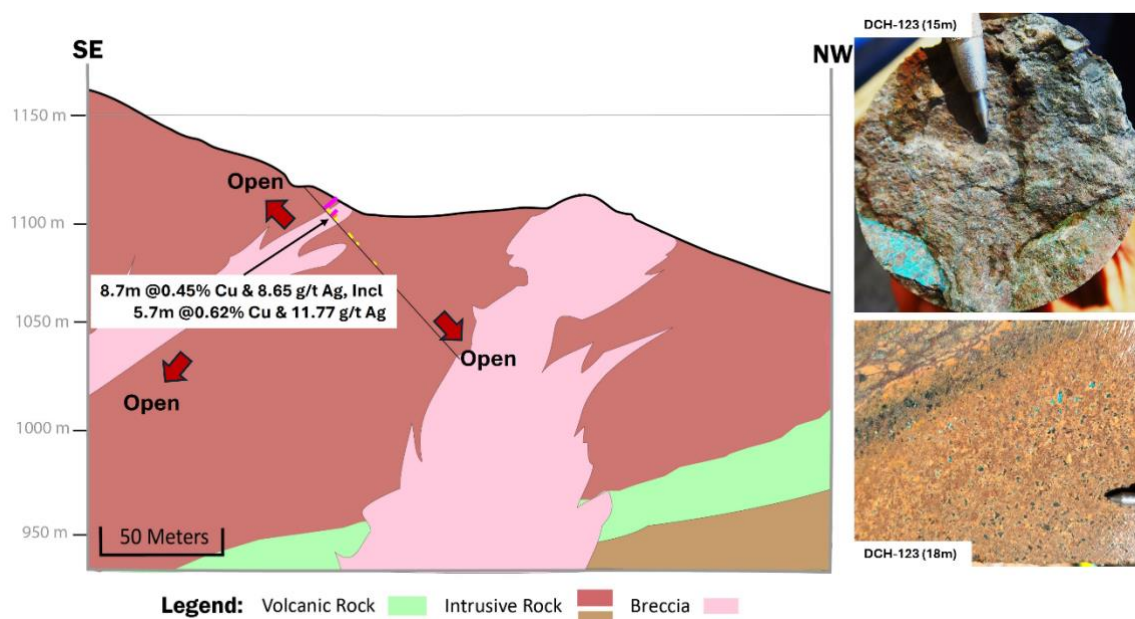 SE
NW
1150 m
1100 m
1050 m
1000 m
950 m
Open
8.7m @0.45% Cu & 8.65 g/t Ag, Incl
5.7m @0.62% Cu & 11.77 g/t Ag
Open
Open
50 Meters
Legend: Volcanic Rock Intrusive Rock Breccia
DCH-123 (15m)
DCH-123 (18m)